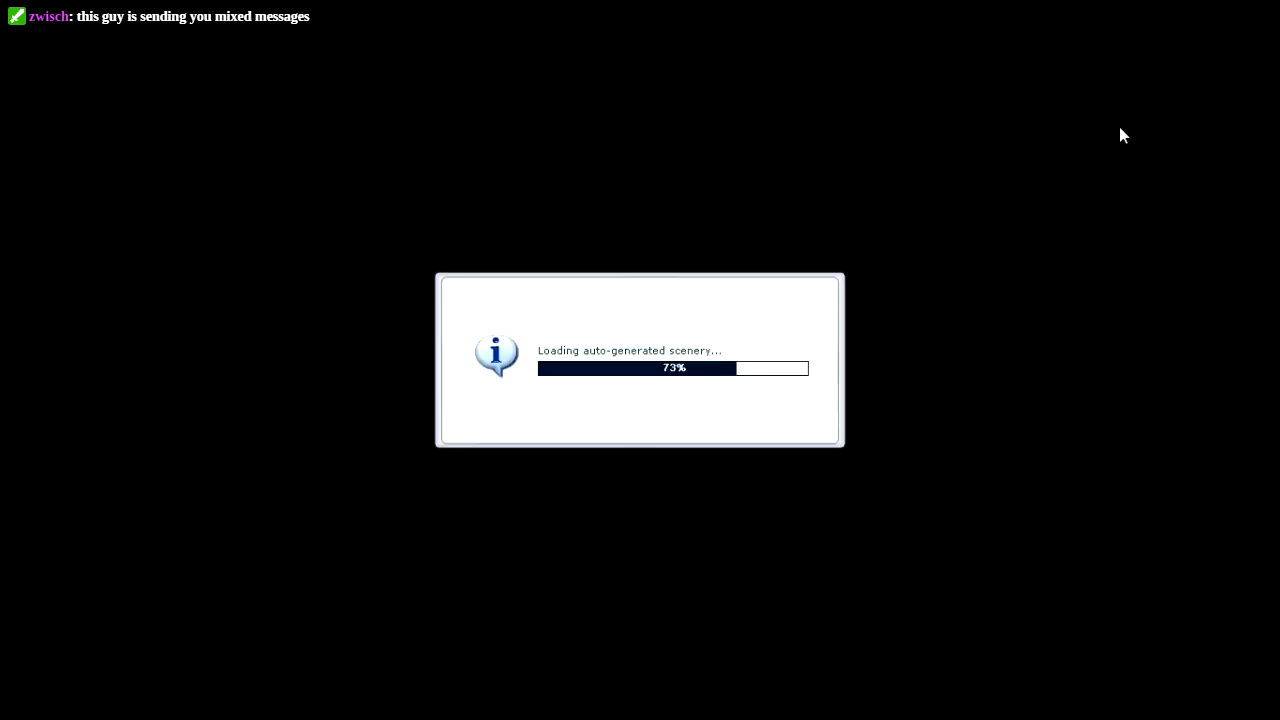 zwisch: this guy is sending you mixed messages
Loading auto-generated scenery...
73%